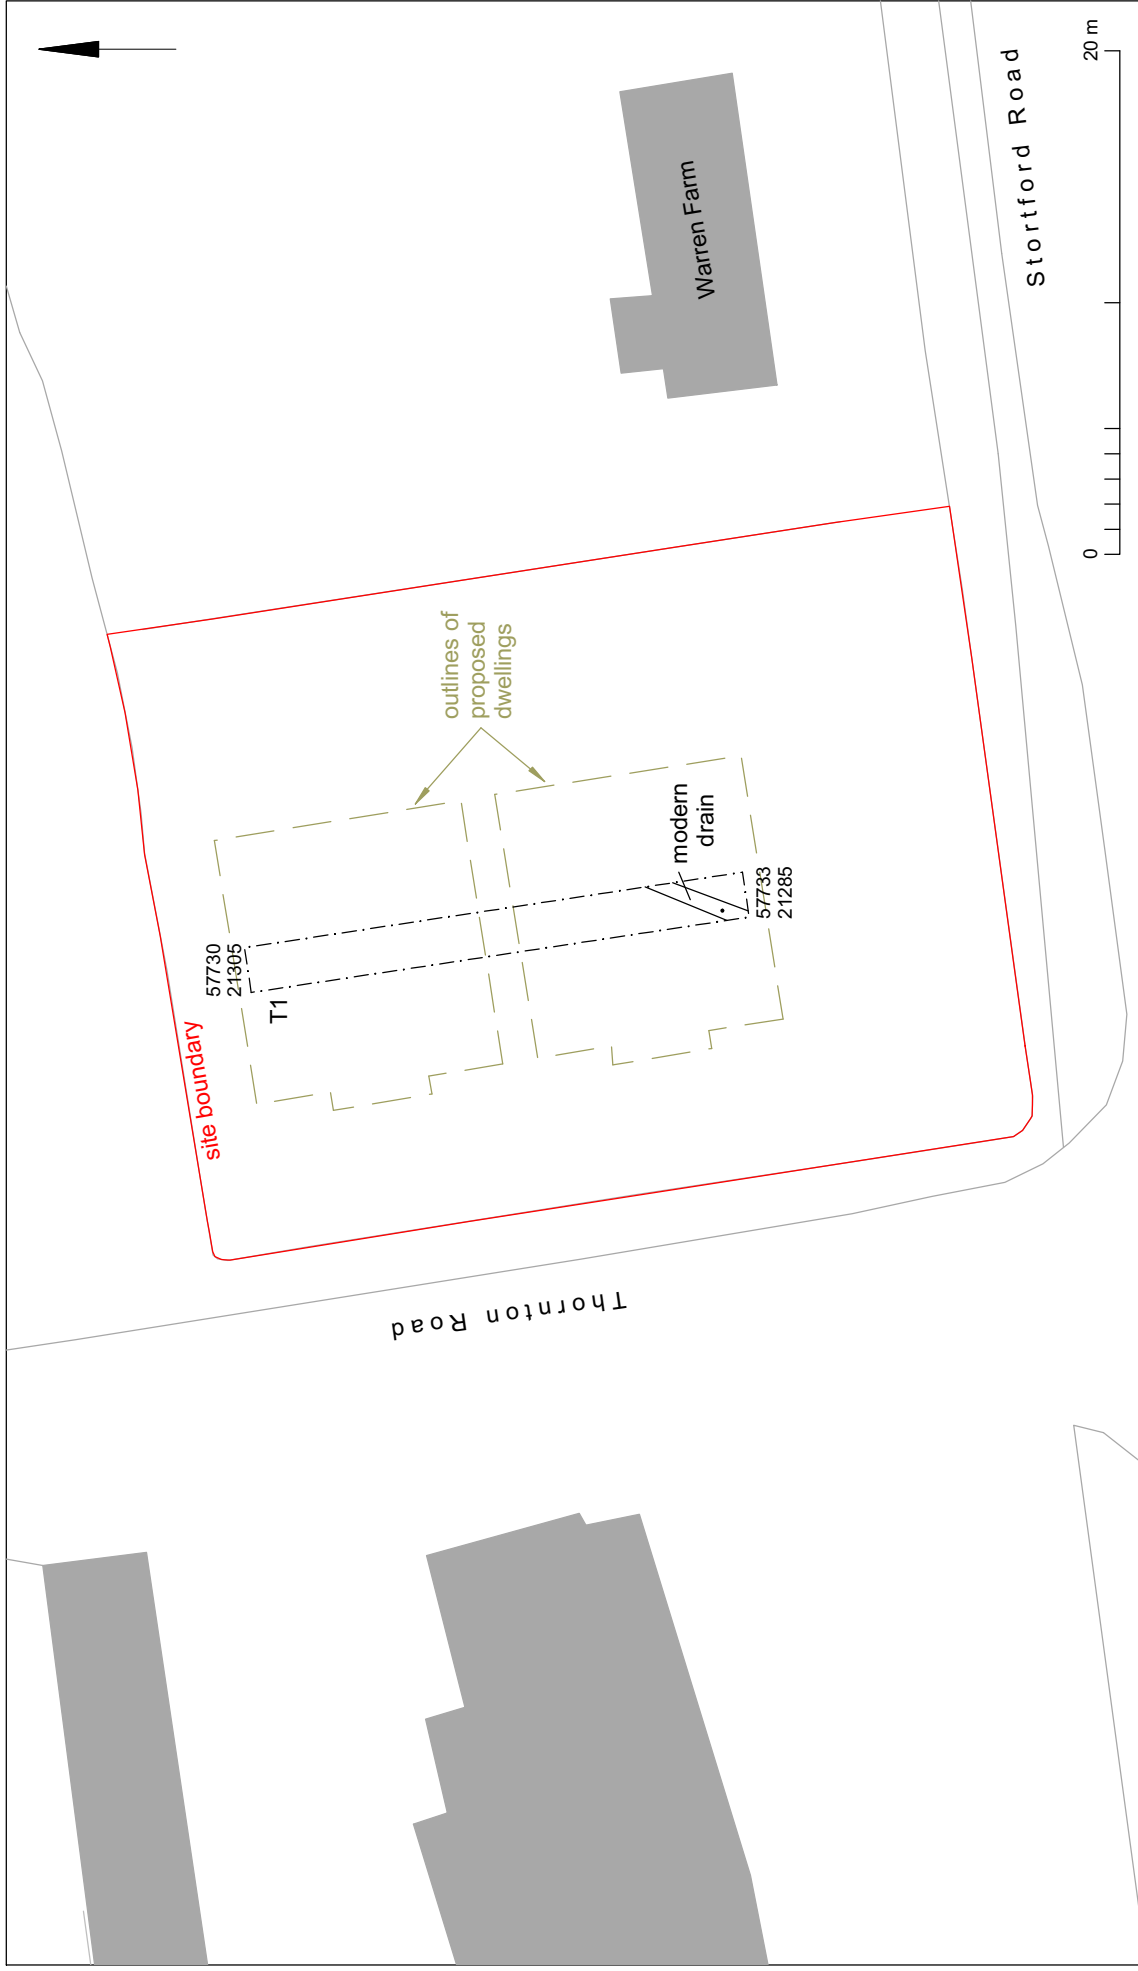 57730
21305
T1
site boundary
outlines of
proposed
dwellings
modern
drain
57733
21285
Warren Farm
Thornton Road
Stortford Road
0
20 m